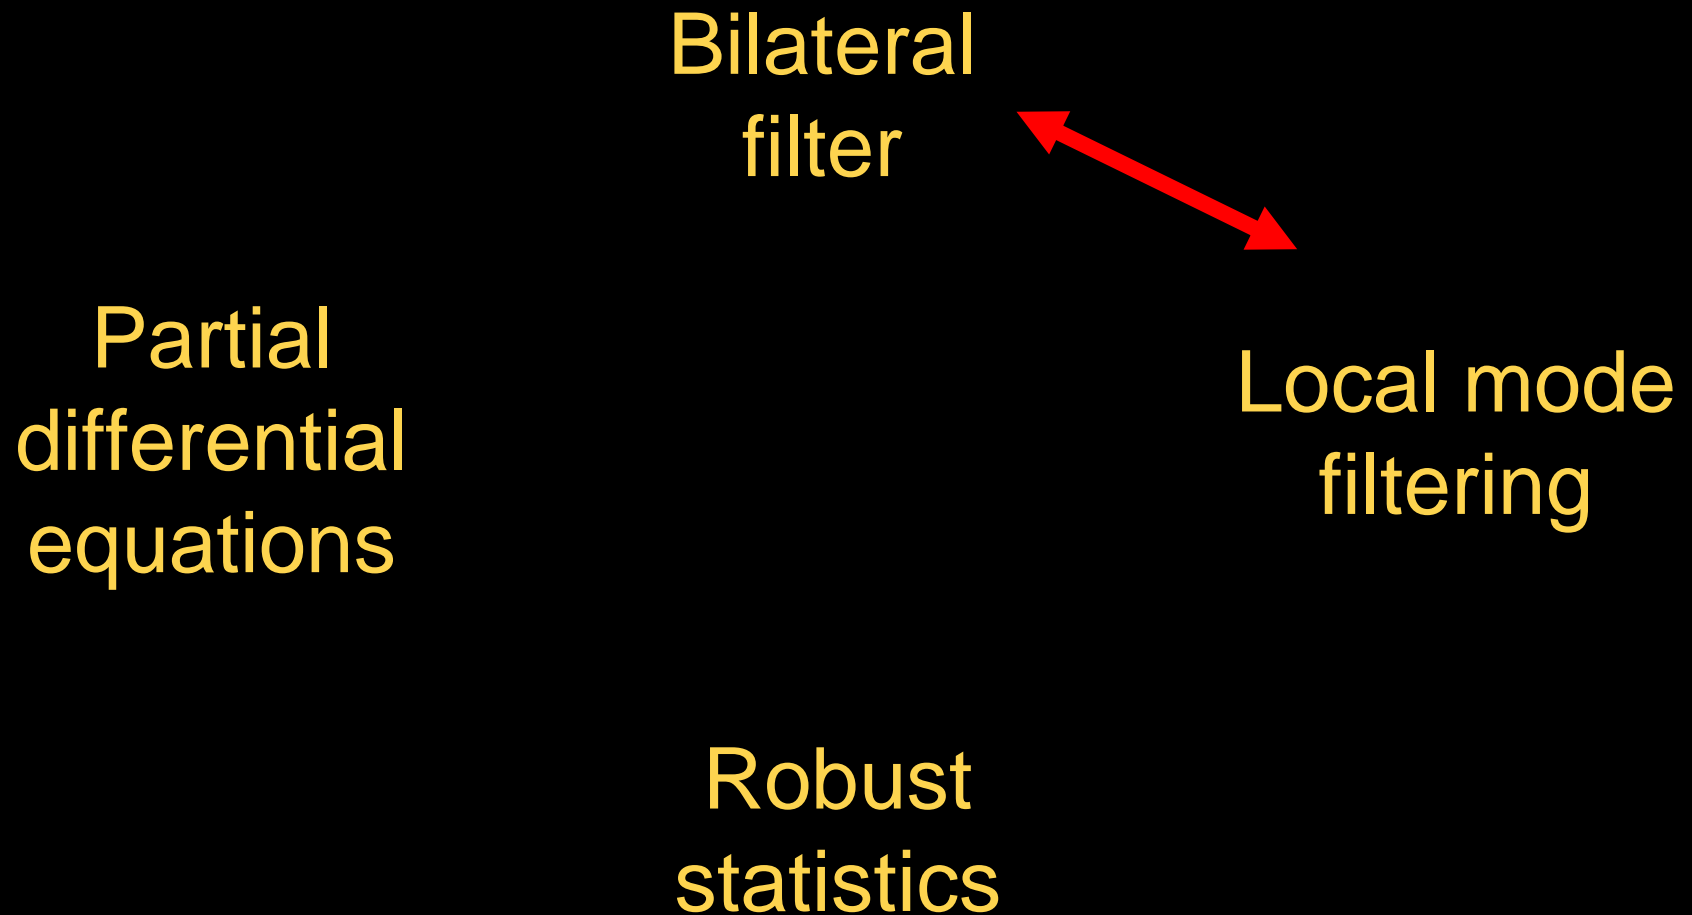 Bilateral
filter
Partial
differential
equations
Local mode
filtering
Robust
statistics